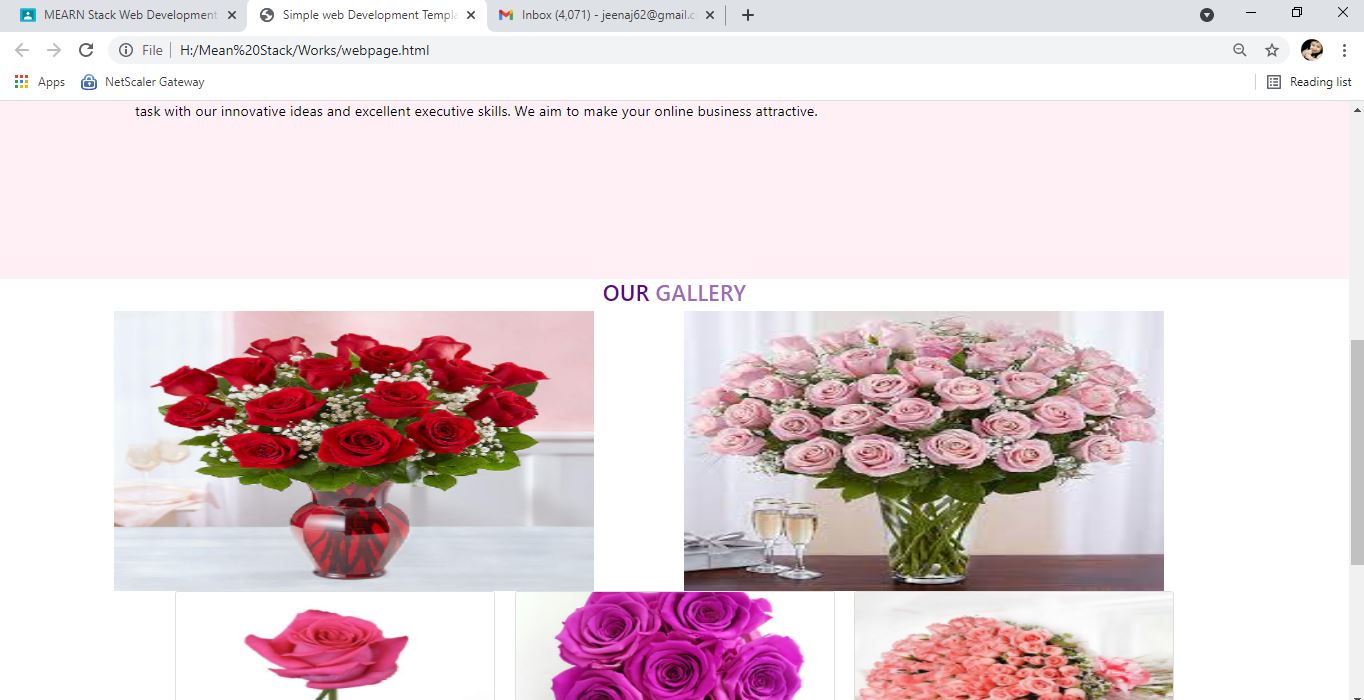 MEARN Stack Web Development
Simple web Development Templa
Inbox (4,071) - jeenaj62@gmail.c
File
H:/Mean%20Stack/Works/webpage.html
Apps
NetScaler Gateway
Reading list
task with our innovative ideas and excellent executive skills. We aim to make your online business attractive.
OUR GALLERY